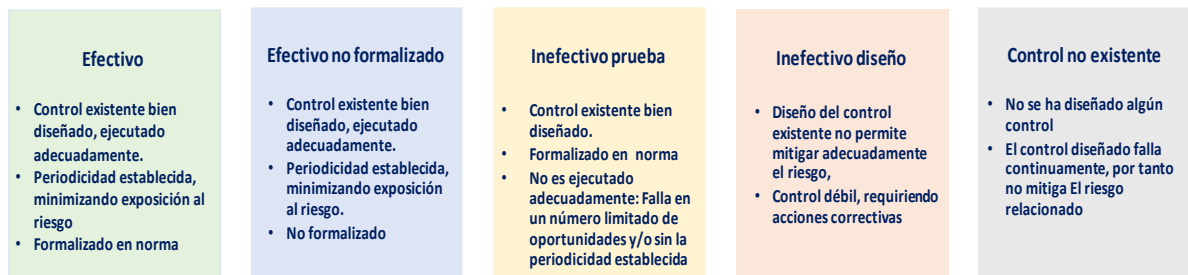 Efectivo
• Control existente bien
diseñado, ejecutado
adecuadamente.
• Periodicidad establecida,
minimizando exposición al
riesgo
• Formalizado en norma
Efectivo no formalizado
• Control existente bien
diseñado, ejecutado
adecuadamente.
• Periodicidad establecida,
minimizando exposición
al riesgo.
• No formalizado
Inefectivo prueba
• Control existente bien
diseñado.
• Formalizado en norma
• No es ejecutado
adecuadamente: Falla en
un número limitado de
oportunidades y/o sin la
periodicidad establecida
Inefectivo diseño
• Diseño del control
existente no permite
mitigar adecuadamente
el riesgo,
• Control débil, requiriendo
acciones correctivas
Control no existente
• No se ha diseñado algún
control
• El control diseñado falla
continuamente, por tanto
no mitiga El riesgo
relacionado